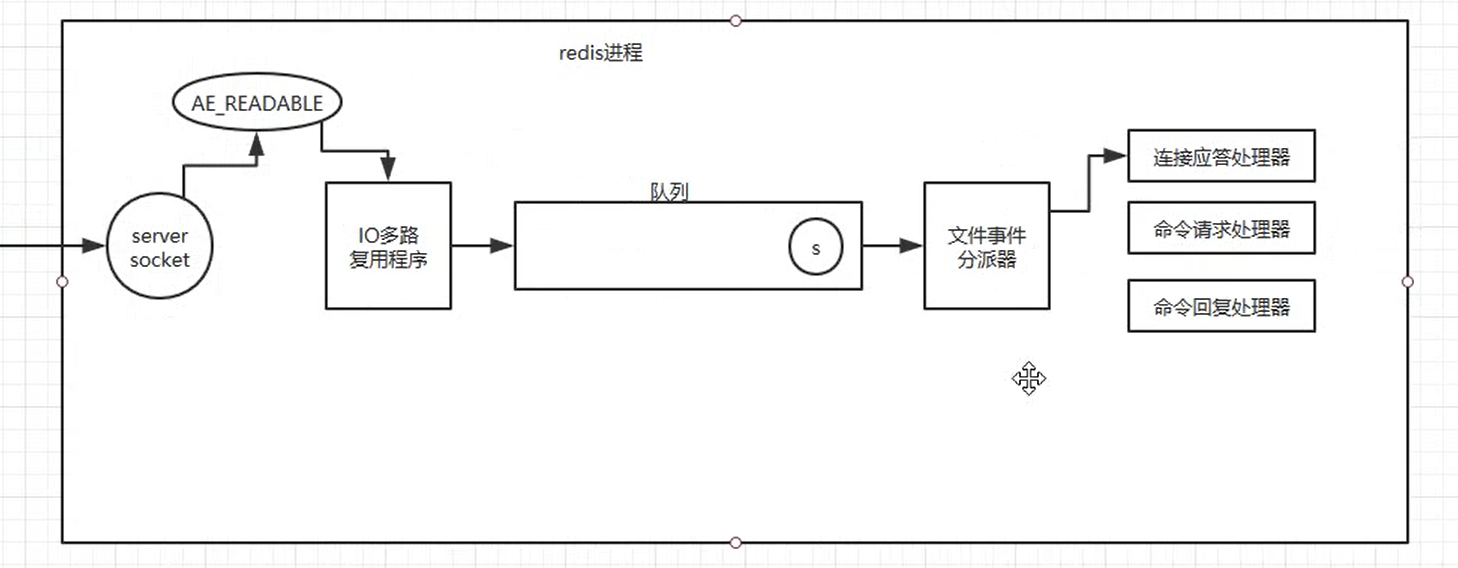 redis进程
AE_READABLE
server
socket
IO多路
复用程序
队列
s
文件事件
分派器
连接应答处理器
命令请求处理器
命令回复处理器